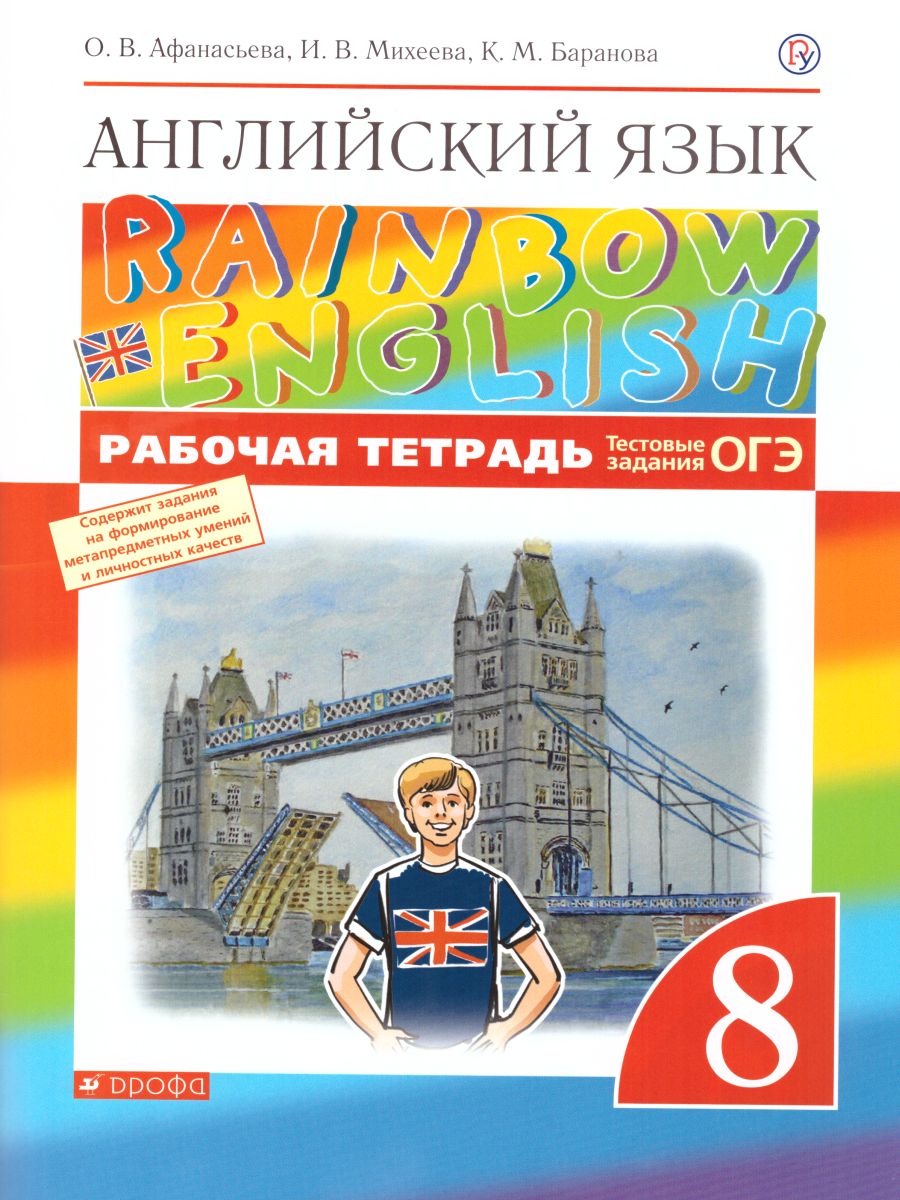 О. В. Афанасьева, И. В. Михеева, К. М. Баранова
РУ
АНГЛИЙСКИЙ ЯЗЫК
RAINBOW
ENGLISH
РАБОЧАЯ ТЕТРАДЬ
Тестовые
задания
ОГЭ
Содержит задания
на формирование
метапредметных умений
и личностных качеств
8
ДРОФА